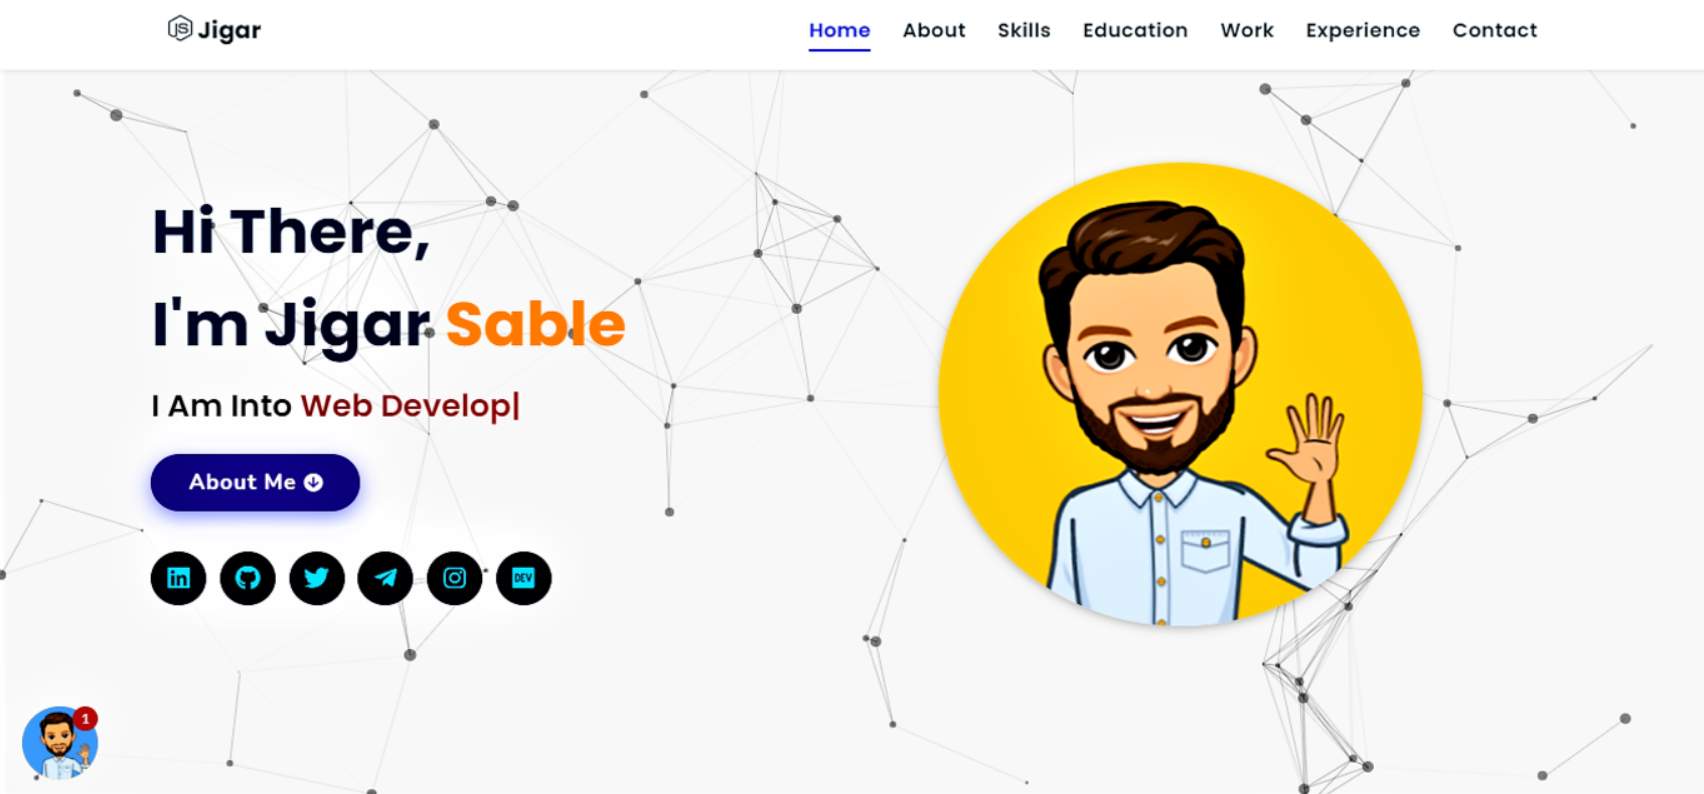 JS Jigar
Home About Skills Education Work Experience Contact
Hi There,
I'm Jigar Sable
I Am Into Web Develop|
About Me
in DEV
1